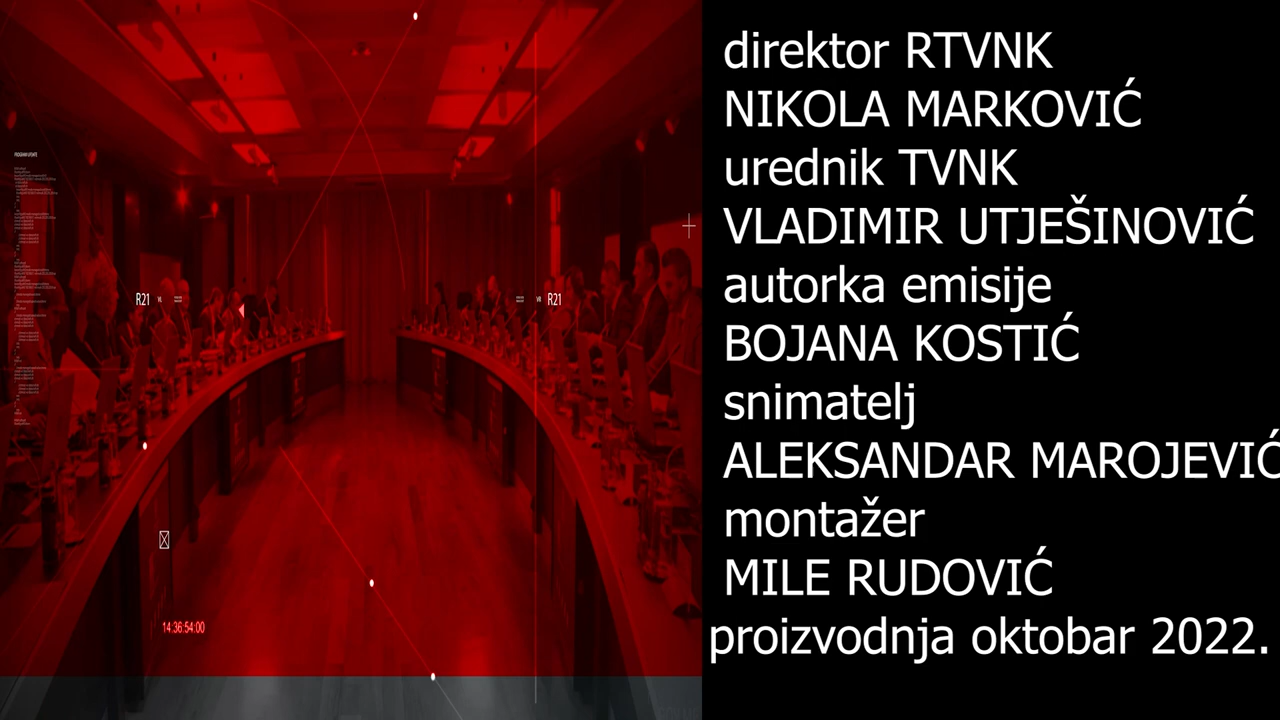 direktor RTVNK
NIKOLA MARKOVIĆ
urednik TVNK
VLADIMIR UTJEŠINOVIĆ
autorka emisije
BOJANA KOSTIĆ
snimatelj
ALEKSANDAR MAROJEVIĆ
montažer
MILE RUDOVIĆ
proizvodnja oktobar 2022.
R21
R21
14:36:54:00